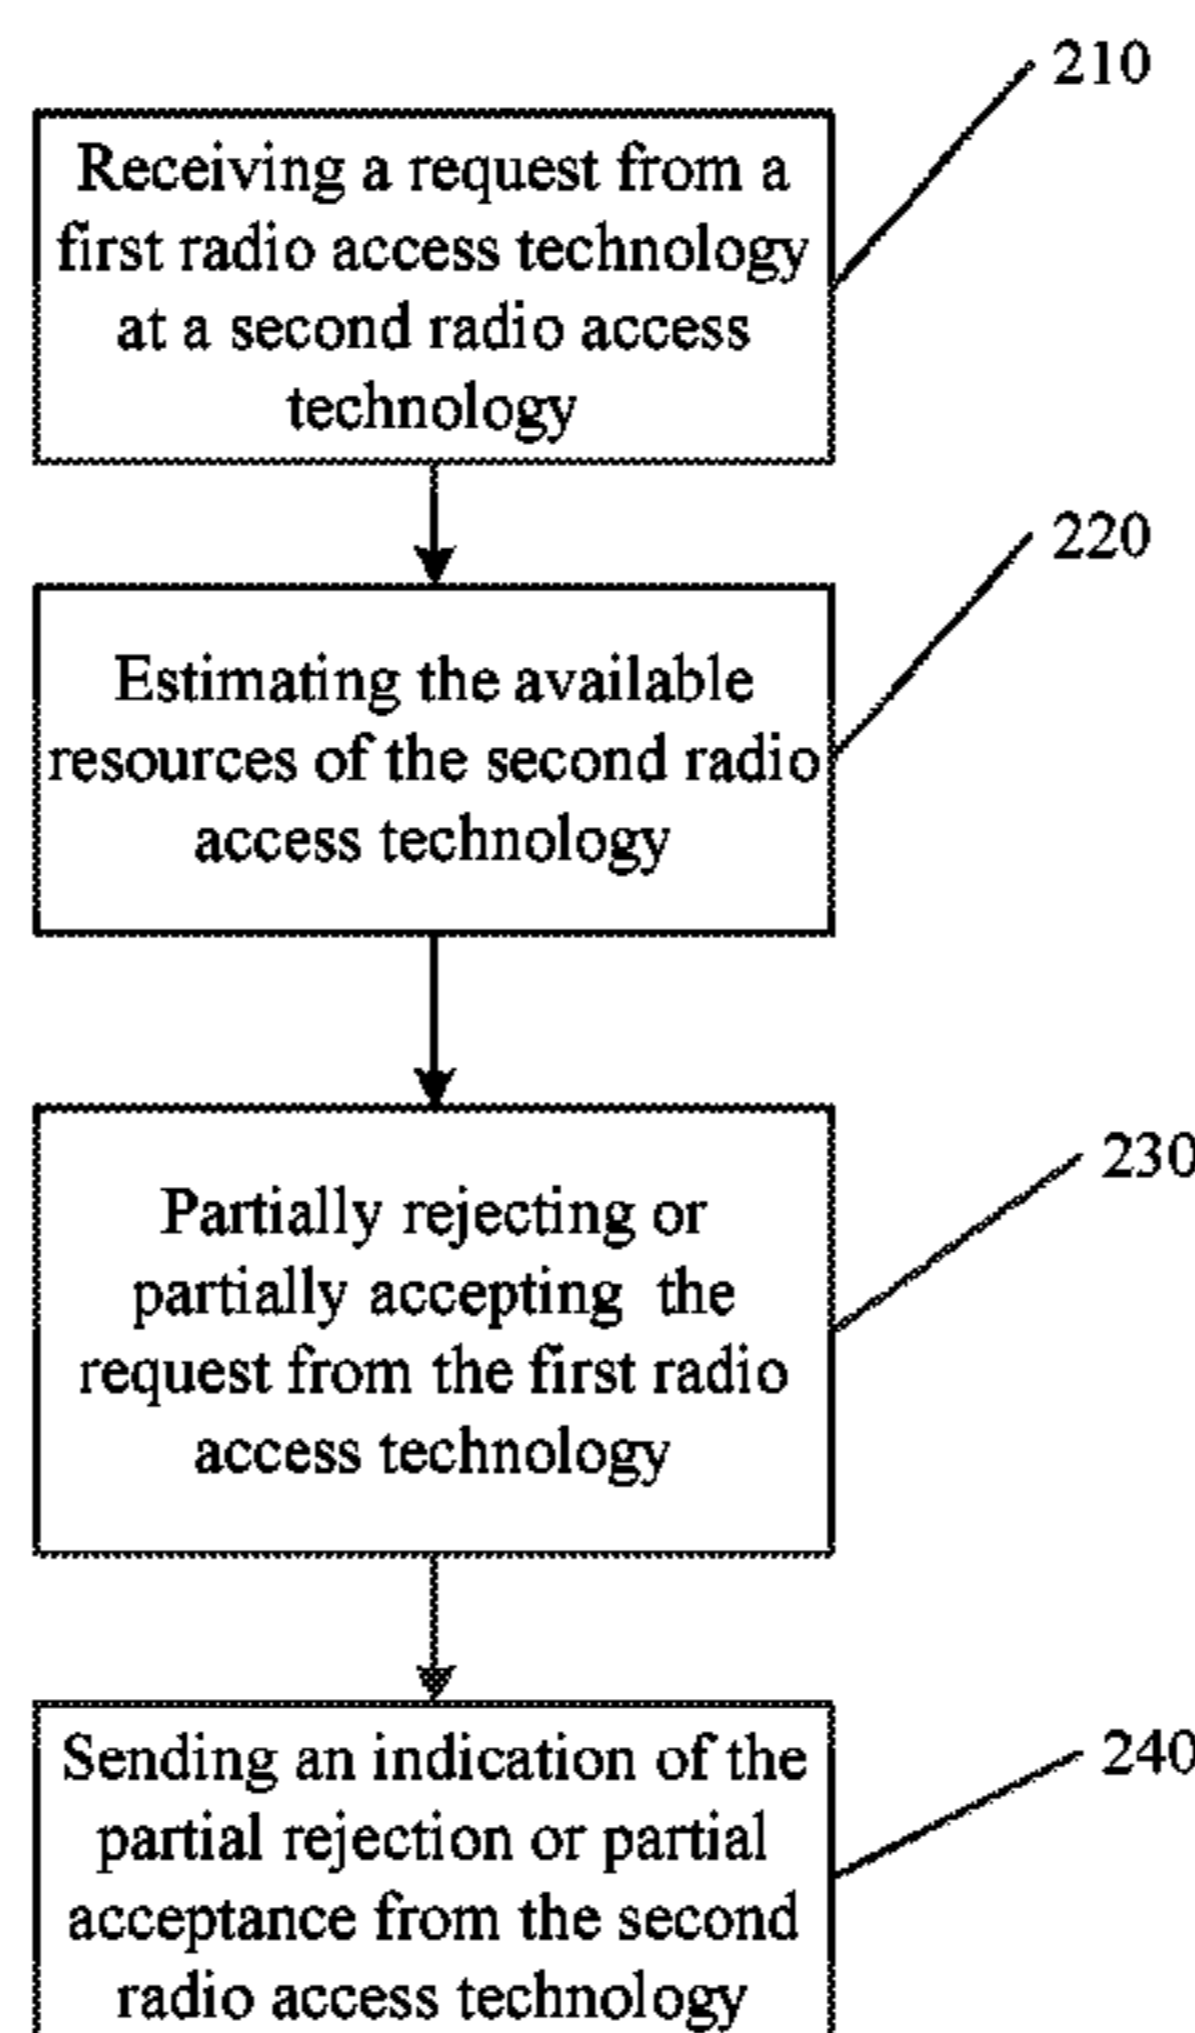 210
Receiving a request from a
first radio access technology
at a second radio access
technology
220
Estimating the available
resources of the second radio
access technology
230
Partially rejecting or
partially accepting  the
request from the first radio
access technology
240
Sending an indication of the
partial rejection or partial
acceptance from the second
radio access technology